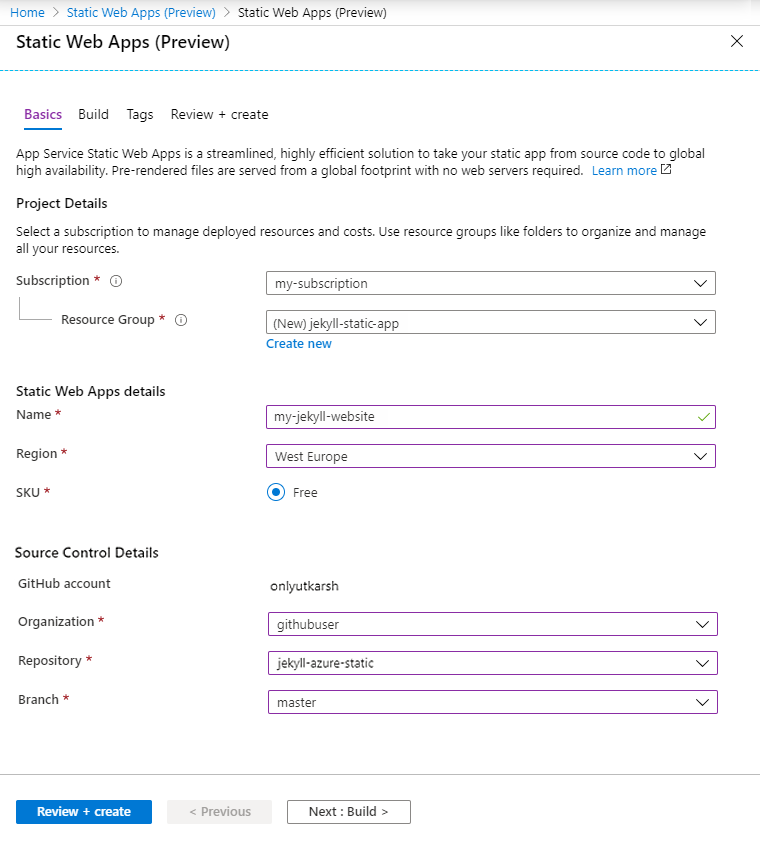 Home > Static Web Apps (Preview) > Static Web Apps (Preview)
Static Web Apps (Preview)
Basics Build Tags Review + create
App Service Static Web Apps is a streamlined, highly efficient solution to take your static app from source code to global
high availability. Pre-rendered files are served from a global footprint with no web servers required. Learn more
Project Details
Select a subscription to manage deployed resources and costs. Use resource groups like folders to organize and manage
all your resources.
Subscription * my-subscription
Resource Group * (New) jekyll-static-app
Create new
Static Web Apps details
Name * my-jekyll-website
Region * West Europe
SKU * Free
Source Control Details
GitHub account onlyutkarsh
Organization * githubuser
Repository * jekyll-azure-static
Branch * master
Review + create < Previous Next : Build >